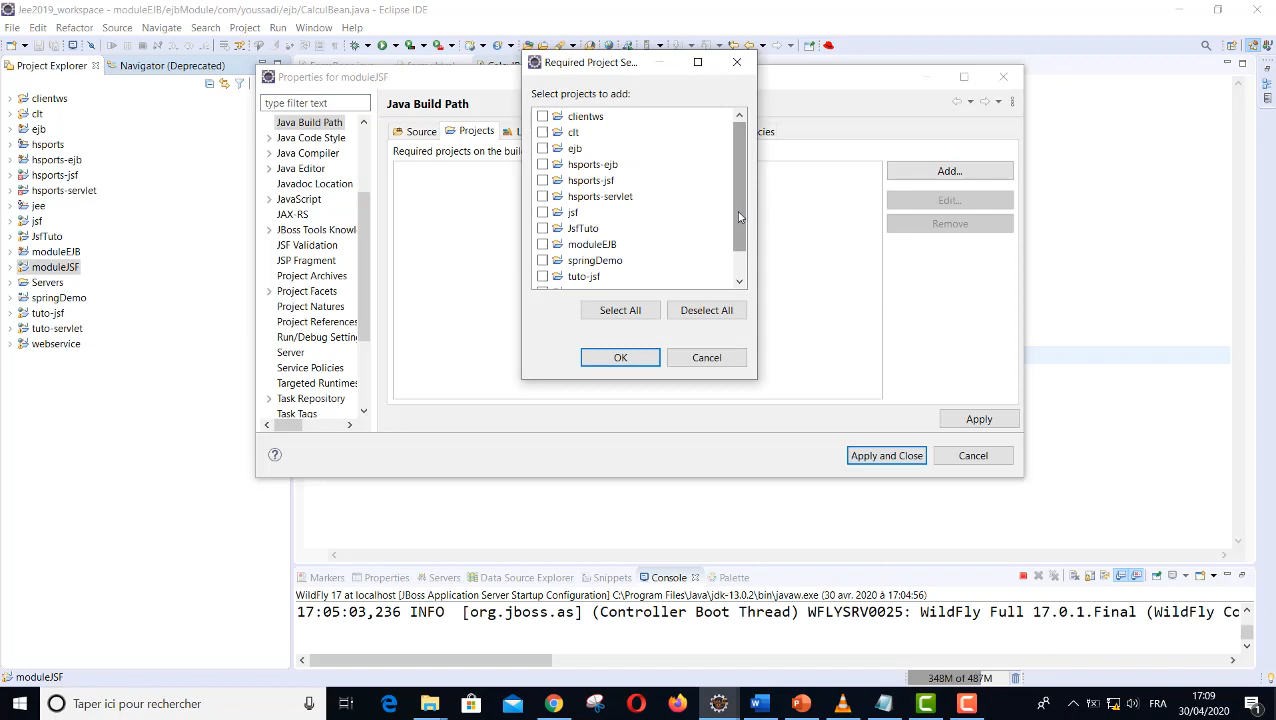 Jee2019_workspace - moduleEJB/ejbModule/com/youssadi/ejb/CalculBean.java - Eclipse IDE
File Edit Refactor Source Navigate Search Project Run Window Help
Project Explorer
Navigator (Deprecated)
clientws
clt
ejb
hsports
hsports-ejb
hsports-jsf
hsports-servlet
jee
jsf
JsfTuto
moduleEJB
moduleJSF
Servers
springDemo
tuto-jsf
tuto-servlet
webservice
Properties for moduleJSF
type filter text
Java Build Path
Java Code Style
Java Compiler
Java Editor
Javadoc Location
JavaScript
JAX-RS
JBoss Tools Knowl
JSF Validation
JSP Fragment
Project Archives
Project Facets
Project Natures
Project References
Run/Debug Settin
Server
Service Policies
Targeted Runtimes
Task Repository
Task Tags
Java Build Path
Source
Projects
Required projects on the buil
Add...
Edit...
Remove
Apply
Apply and Close
Cancel
Required Project Se...
Select projects to add:
clientws
clt
ejb
hsports-ejb
hsports-jsf
hsports-servlet
jsf
JsfTuto
moduleEJB
springDemo
tuto-jsf
Select All
Deselect All
OK
Cancel
Markers Properties Servers Data Source Explorer Snippets Console Palette
WildFly 17 at localhost [JBoss Application Server Startup Configuration] C:\Program Files\Java\jdk-13.0.2\bin\javaw.exe (30 avr. 2020 à 17:04:56)
17:05:03,236 INFO [org.jboss.as] (Controller Boot Thread) WFLYSRV0025: WildFly Full 17.0.1.Final (WildFly Co
moduleJSF
348M of 487M
Taper ici pour rechercher
FRA
17:09
30/04/2020